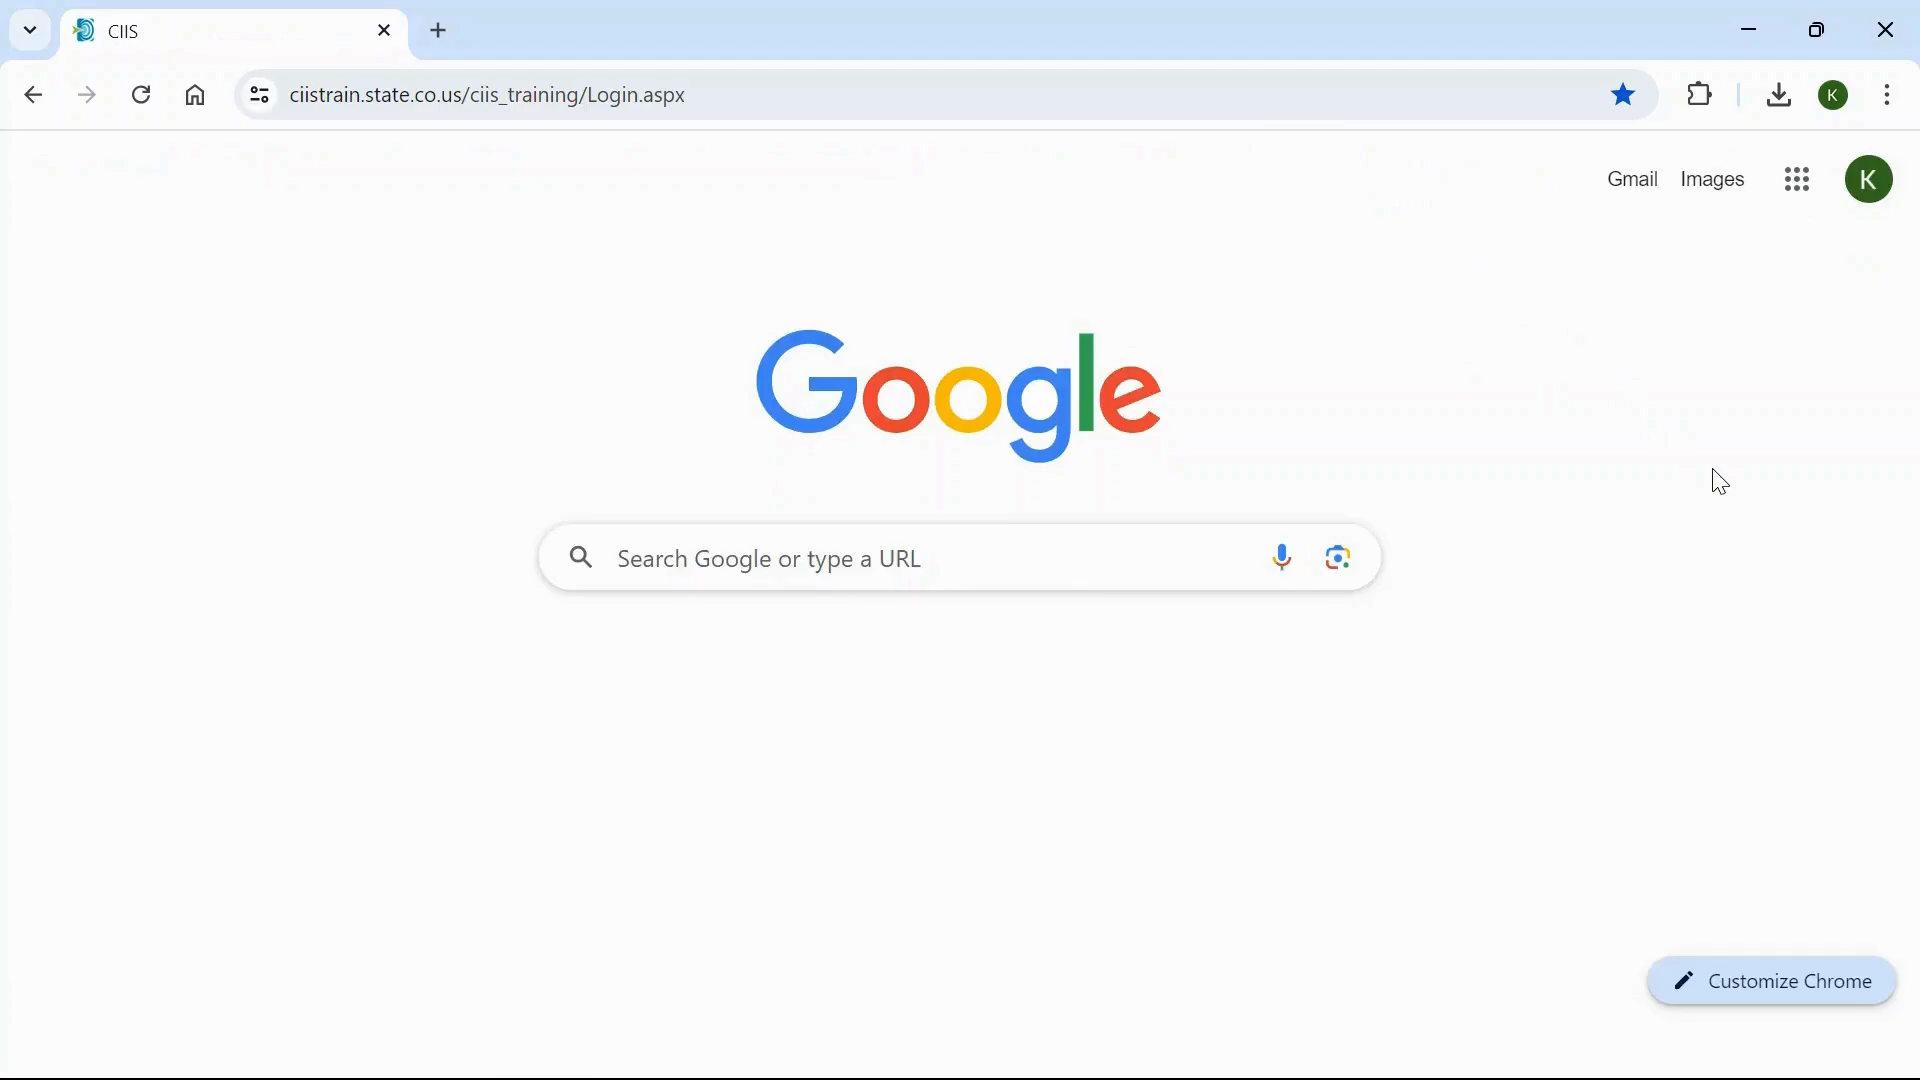 CIIS
ciistrain.state.co.us/ciis_training/Login.aspx
K
Gmail Images K
Google
Search Google or type a URL
Customize Chrome